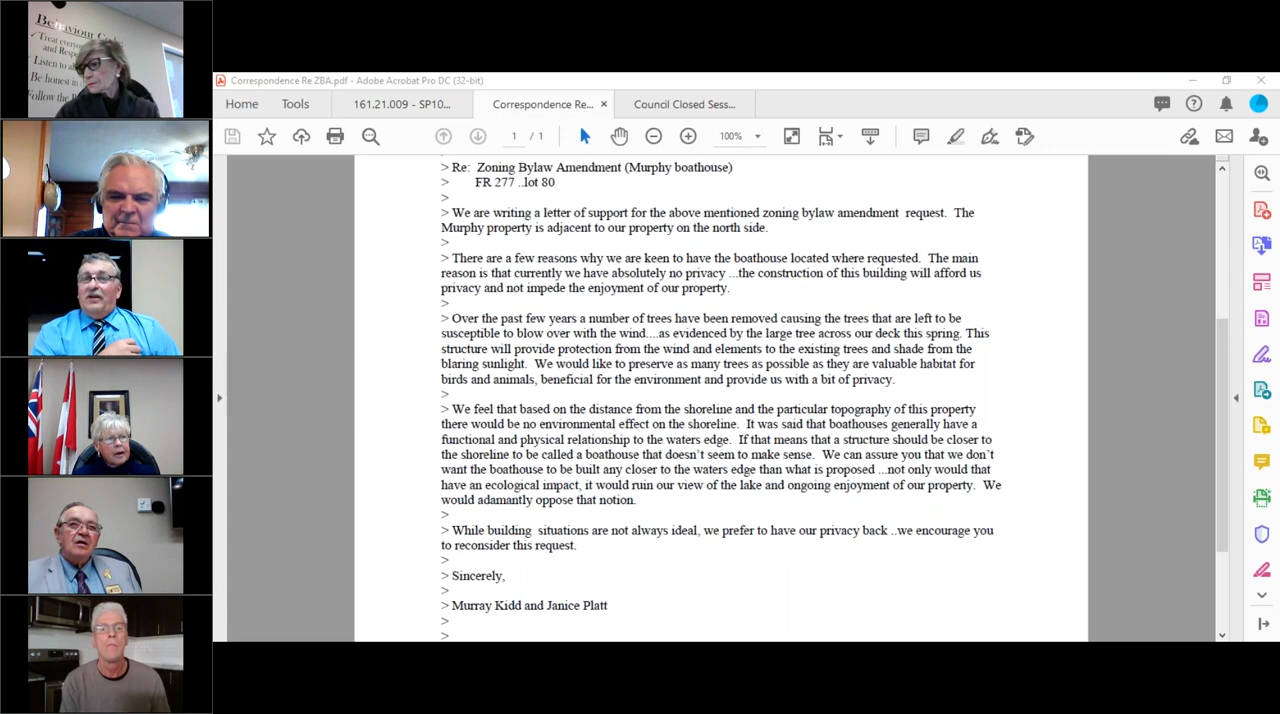 Behaviour
✓ Treat everyone
and Resp
Listen to a
Be honest in
Follow the
Correspondence Re ZBA.pdf - Adobe Acrobat Pro DC (32-bit)
Home
Tools
161.21.009 - SP10...
Correspondence Re...
×
Council Closed Sess...
1 / 1
100%
> Re: Zoning Bylaw Amendment (Murphy boathouse)
> FR 277 ..lot 80
>
> We are writing a letter of support for the above mentioned zoning bylaw amendment request. The
Murphy property is adjacent to our property on the north side.
>
> There are a few reasons why we are keen to have the boathouse located where requested. The main
reason is that currently we have absolutely no privacy ...the construction of this building will afford us
privacy and not impede the enjoyment of our property.
>
> Over the past few years a number of trees have been removed causing the trees that are left to be
susceptible to blow over with the wind....as evidenced by the large tree across our deck this spring. This
structure will provide protection from the wind and elements to the existing trees and shade from the
blaring sunlight. We would like to preserve as many trees as possible as they are valuable habitat for
birds and animals, beneficial for the environment and provide us with a bit of privacy.
>
> We feel that based on the distance from the shoreline and the particular topography of this property
there would be no environmental effect on the shoreline. It was said that boathouses generally have a
functional and physical relationship to the waters edge. If that means that a structure should be closer to
the shoreline to be called a boathouse that doesn't seem to make sense. We can assure you that we don't
want the boathouse to be built any closer to the waters edge than what is proposed ...not only would that
have an ecological impact, it would ruin our view of the lake and ongoing enjoyment of our property. We
would adamantly oppose that notion.
>
> While building situations are not always ideal, we prefer to have our privacy back ..we encourage you
to reconsider this request.
>
> Sincerely,
>
> Murray Kidd and Janice Platt
>
>